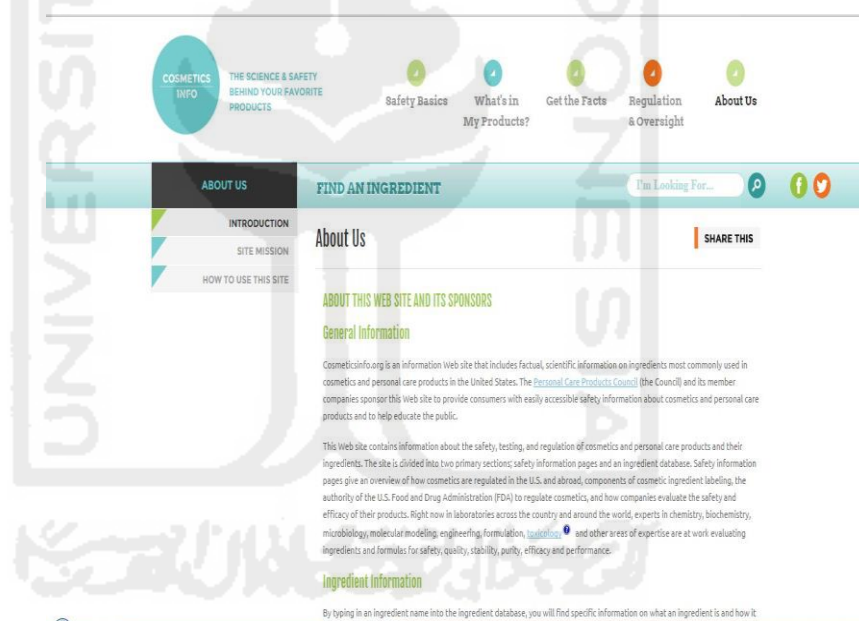 COSMETICS
INFO
THE SCIENCE & SAFETY
BEHIND YOUR FAVORITE
PRODUCTS
Safety Basics
What's in
My Products?
Get the Facts
Regulation
& Oversight
About Us
ABOUT US
FIND AN INGREDIENT
I'm Looking For...
INTRODUCTION
SITE MISSION
HOW TO USE THIS SITE
About Us
SHARE THIS
ABOUT THIS WEB SITE AND ITS SPONSORS
General Information
Cosmeticsinfo.org is an information Web site that includes factual, scientific information on ingredients most commonly used in
cosmetics and personal care products in the United States. The Personal Care Products Council (the Council) and its member
companies sponsor this Web site to provide consumers with easily accessible safety information about cosmetics and personal care
products and to help educate the public.
This Web site contains information about the safety, testing, and regulation of cosmetics and personal care products and their
ingredients. The site is divided into two primary sections; safety information pages and an ingredient database. Safety information
pages give an overview of how cosmetics are regulated in the U.S. and abroad, components of cosmetic ingredient labeling, the
authority of the U.S. Food and Drug Administration (FDA) to regulate cosmetics, and how companies evaluate the safety and
efficacy of their products. Right now in laboratories across the country and around the world, experts in chemistry, biochemistry,
microbiology, molecular modeling, engineering, formulation, toxicology ? and other areas of expertise are at work evaluating
ingredients and formulas for safety, quality, stability, purity, efficacy and performance.
Ingredient Information
By typing in an ingredient name into the ingredient database, you will find specific information on what an ingredient is and how it